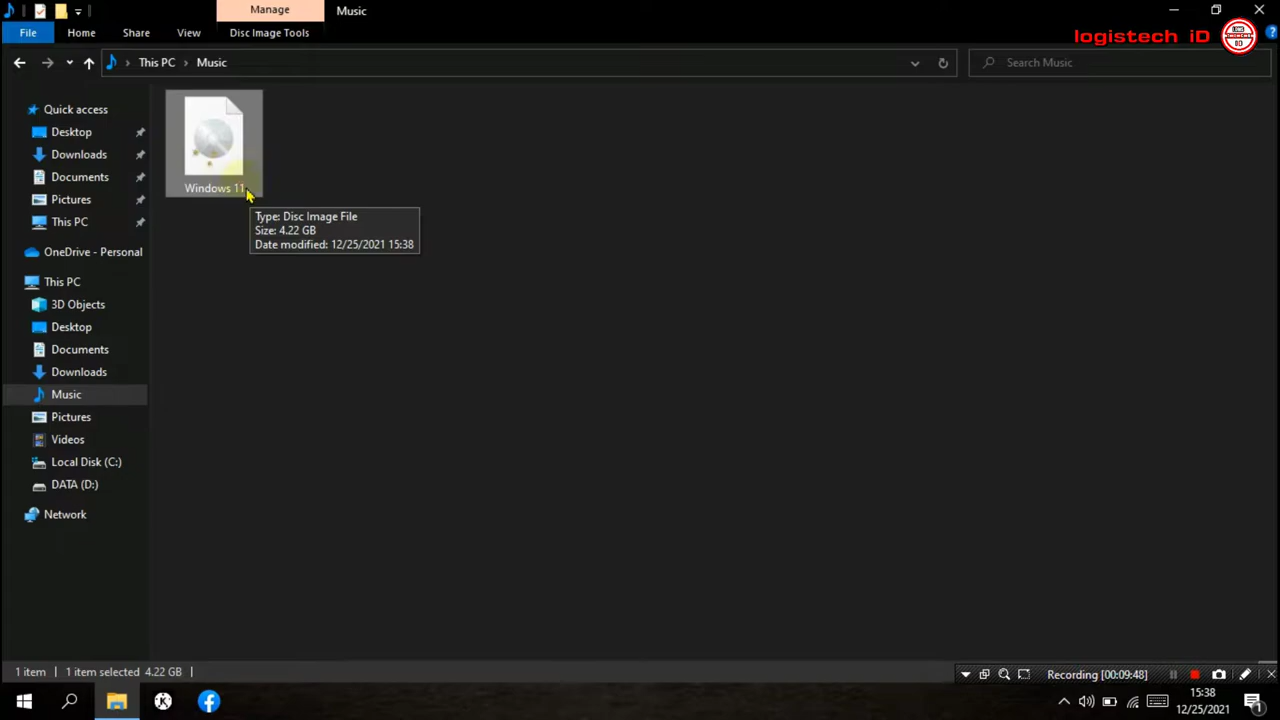 Manage
Music
File
Home
Share
View
Disc Image Tools
logistech iD
This PC
Music
Search Music
Quick access
Desktop
Downloads
Documents
Pictures
This PC
OneDrive - Personal
This PC
3D Objects
Desktop
Documents
Downloads
Music
Pictures
Videos
Local Disk (C:)
DATA (D:)
Network
Windows 11
Type: Disc Image File
Size: 4.22 GB
Date modified: 12/25/2021 15:38
1 item
1 item selected 4.22 GB
Recording [00:09:48]
15:38
12/25/2021
1